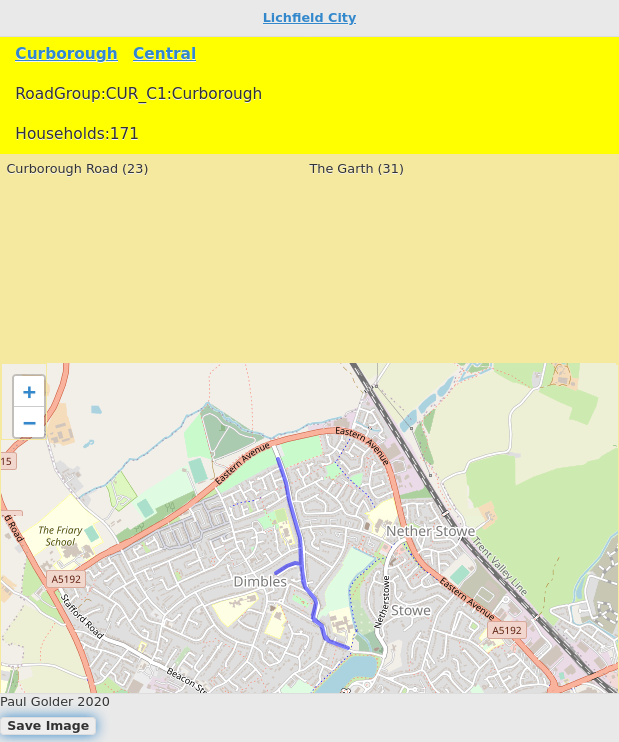 Lichfield City
Curborough Central
RoadGroup:CUR_C1:Curborough
Households:171
Curborough Road (23) The Garth (31)
+
−
Eastern Avenue
Eastern Avenue
15
d Road
The Friary
School
Nether Stowe
Trent Valley Line
A5192
Dimbles
Netherstowe
Eastern Avenue
Stafford Road
Stowe
A5192
Beacon St
Paul Golder 2020
Save Image